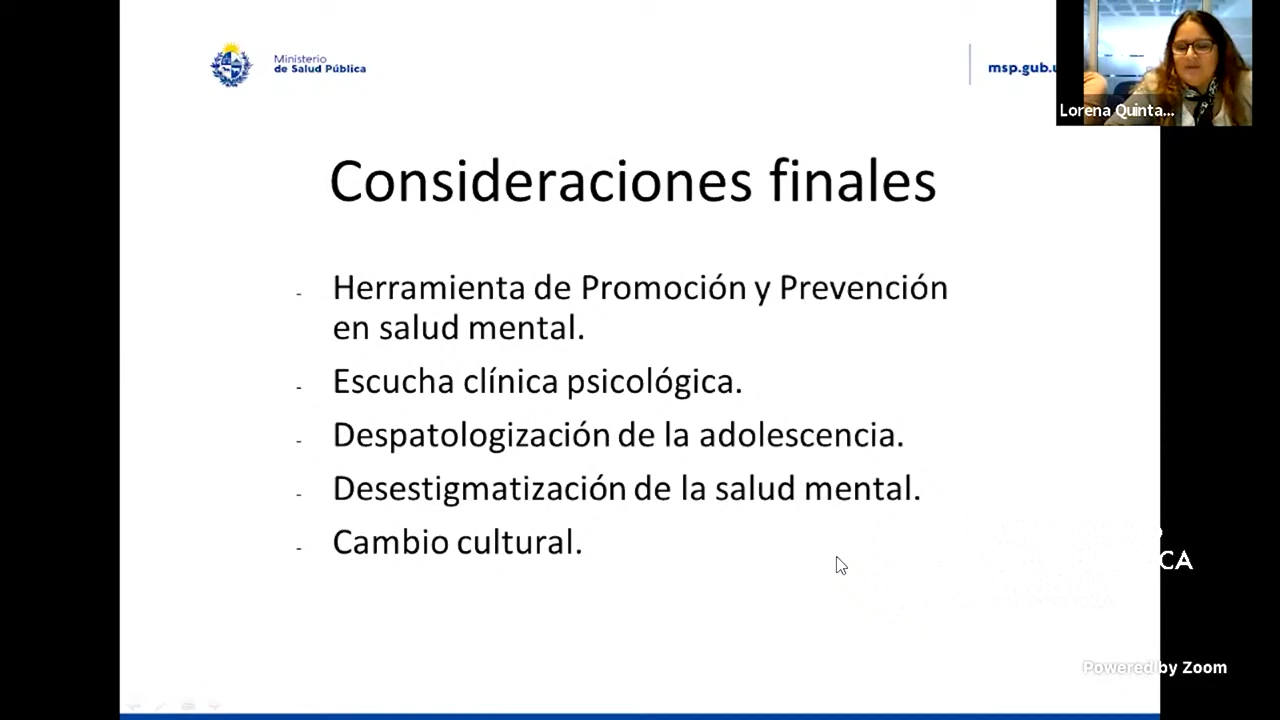 Ministerio
de Salud Pública
msp.gub.
Lorena Quinta...
Consideraciones finales
- Herramienta de Promoción y Prevención
en salud mental.
- Escucha clínica psicológica.
- Despatologización de la adolescencia.
- Desestigmatización de la salud mental.
- Cambio cultural.
CA
Powered by Zoom